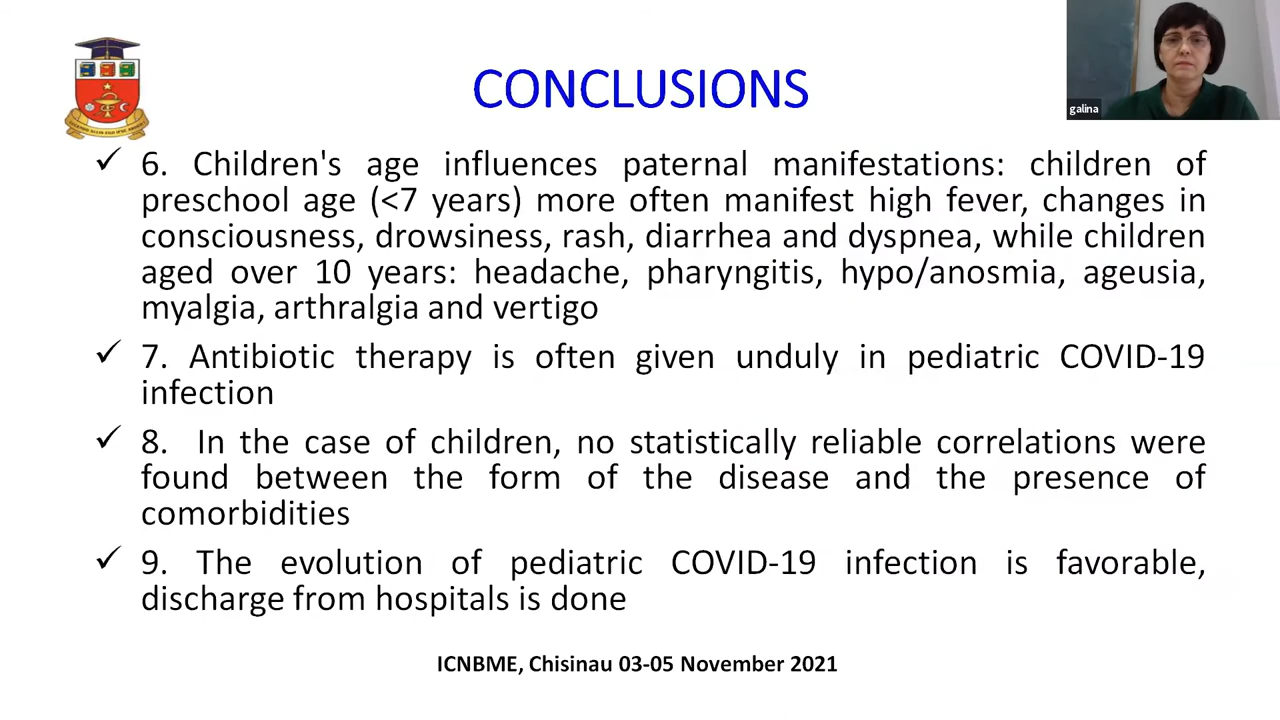 CONCLUSIONS
galina
✓ 6. Children's age influences paternal manifestations: children of
preschool age (<7 years) more often manifest high fever, changes in
consciousness, drowsiness, rash, diarrhea and dyspnea, while children
aged over 10 years: headache, pharyngitis, hypo/anosmia, ageusia,
myalgia, arthralgia and vertigo
✓ 7. Antibiotic therapy is often given unduly in pediatric COVID-19
infection
✓ 8. In the case of children, no statistically reliable correlations were
found between the form of the disease and the presence of
comorbidities
✓ 9. The evolution of pediatric COVID-19 infection is favorable,
discharge from hospitals is done
ICNBME, Chisinau 03-05 November 2021